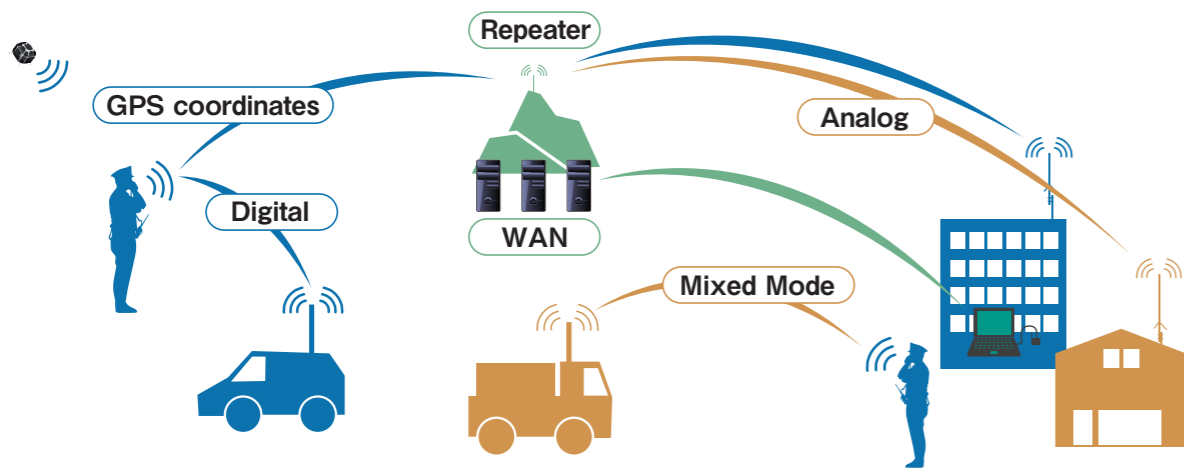 Repeater
GPS coordinates
Analog
Digital
WAN
Mixed Mode